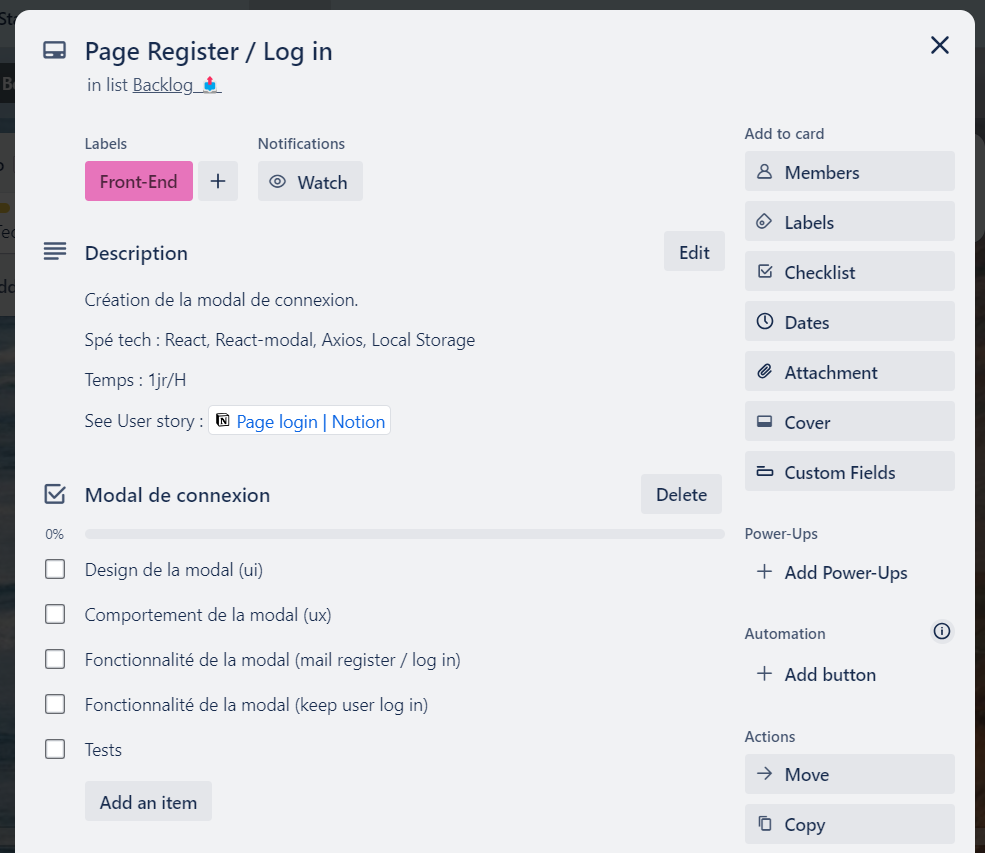 Page Register / Log in
in list Backlog
Labels
Notifications
Front-End
Watch
Description
Edit
Création de la modal de connexion.
Spé tech : React, React-modal, Axios, Local Storage
Temps : 1jr/H
See User story : Page login | Notion
Modal de connexion
Delete
0%
Design de la modal (ui)
Comportement de la modal (ux)
Fonctionnalité de la modal (mail register / log in)
Fonctionnalité de la modal (keep user log in)
Tests
Add an item
Add to card
Members
Labels
Checklist
Dates
Attachment
Cover
Custom Fields
Power-Ups
+ Add Power-Ups
Automation
+ Add button
Actions
Move
Copy